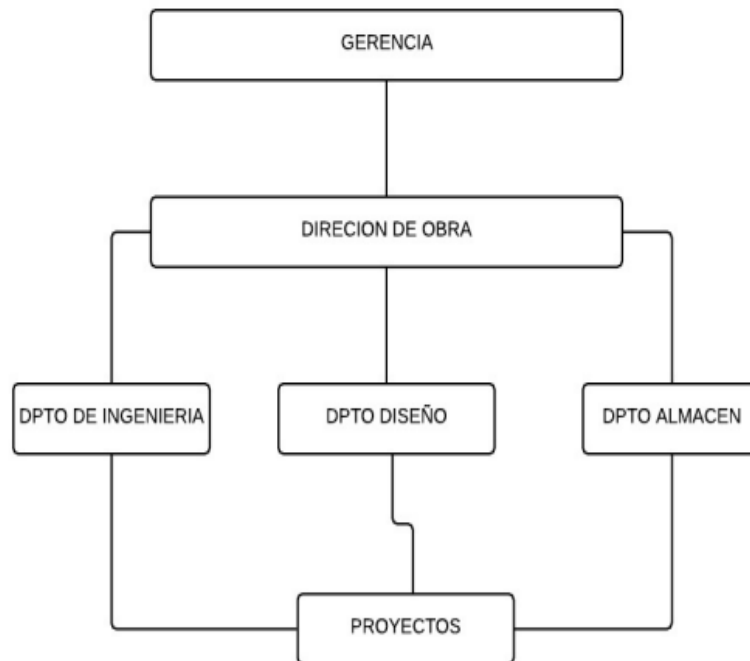 GERENCIA
DIRECION DE OBRA
DPTO DE INGENIERIA
DPTO DISEÑO
DPTO ALMACEN
PROYECTOS